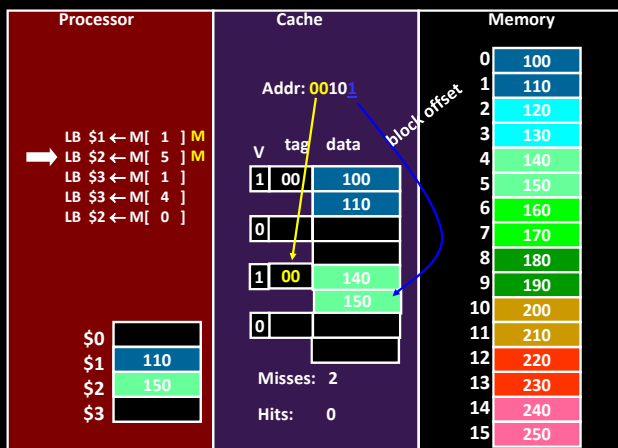 Processor
LB $1 ← M[ 1 ] M
LB $2 ← M[ 5 ] M
LB $3 ← M[ 1 ]
LB $3 ← M[ 4 ]
LB $2 ← M[ 0 ]
$0
$1 110
$2 150
$3
Cache
Addr: 00101
block offset
V tag data
1 00 100
110
0
1 00 140
150
0
Misses: 2
Hits: 0
Memory
0 100
1 110
2 120
3 130
4 140
5 150
6 160
7 170
8 180
9 190
10 200
11 210
12 220
13 230
14 240
15 250